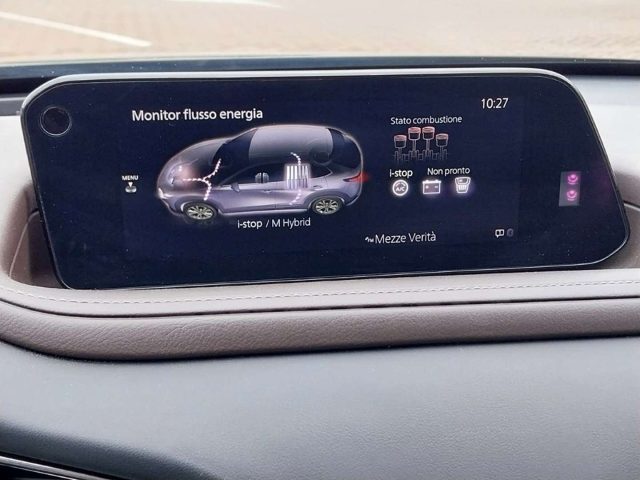 10:27
Monitor flusso energia
Stato combustione
MENU
i-stop Non pronto
A/C
i-stop / M Hybrid
Mezze Verità